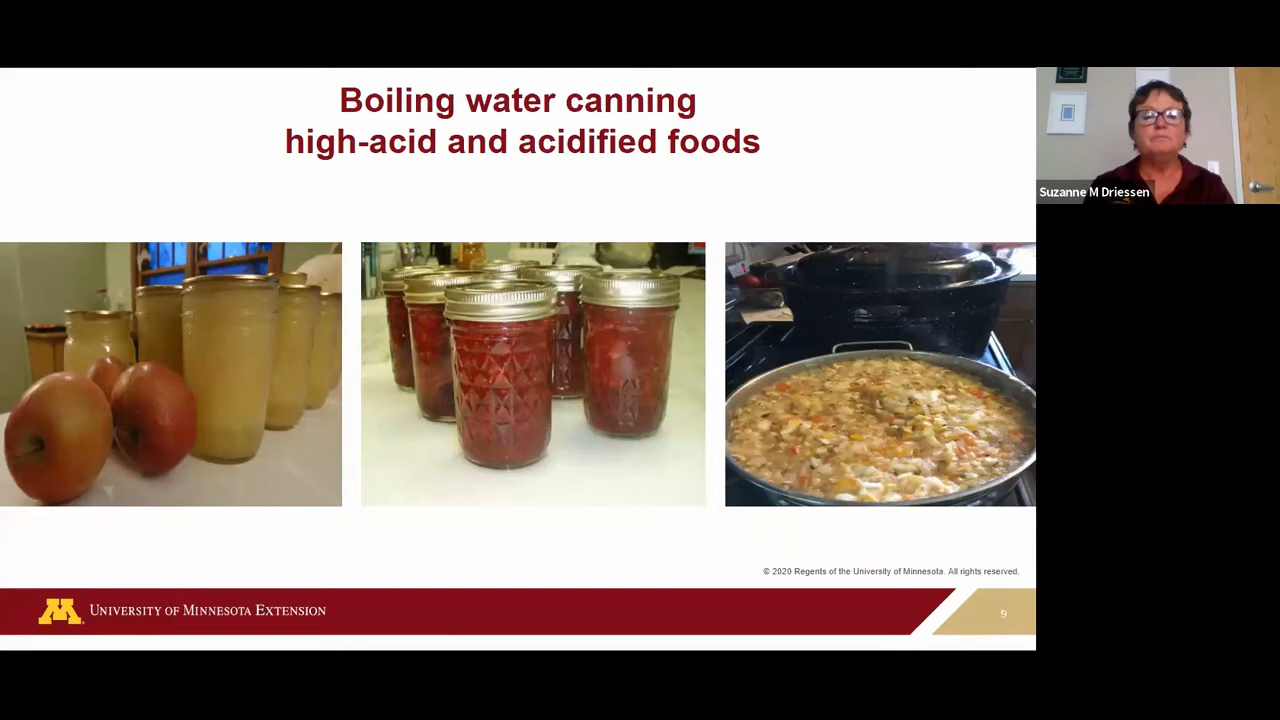 Boiling water canning
high-acid and acidified foods
Suzanne M Driessen
© 2020 Regents of the University of Minnesota. All rights reserved.
M
UNIVERSITY OF MINNESOTA EXTENSION
9